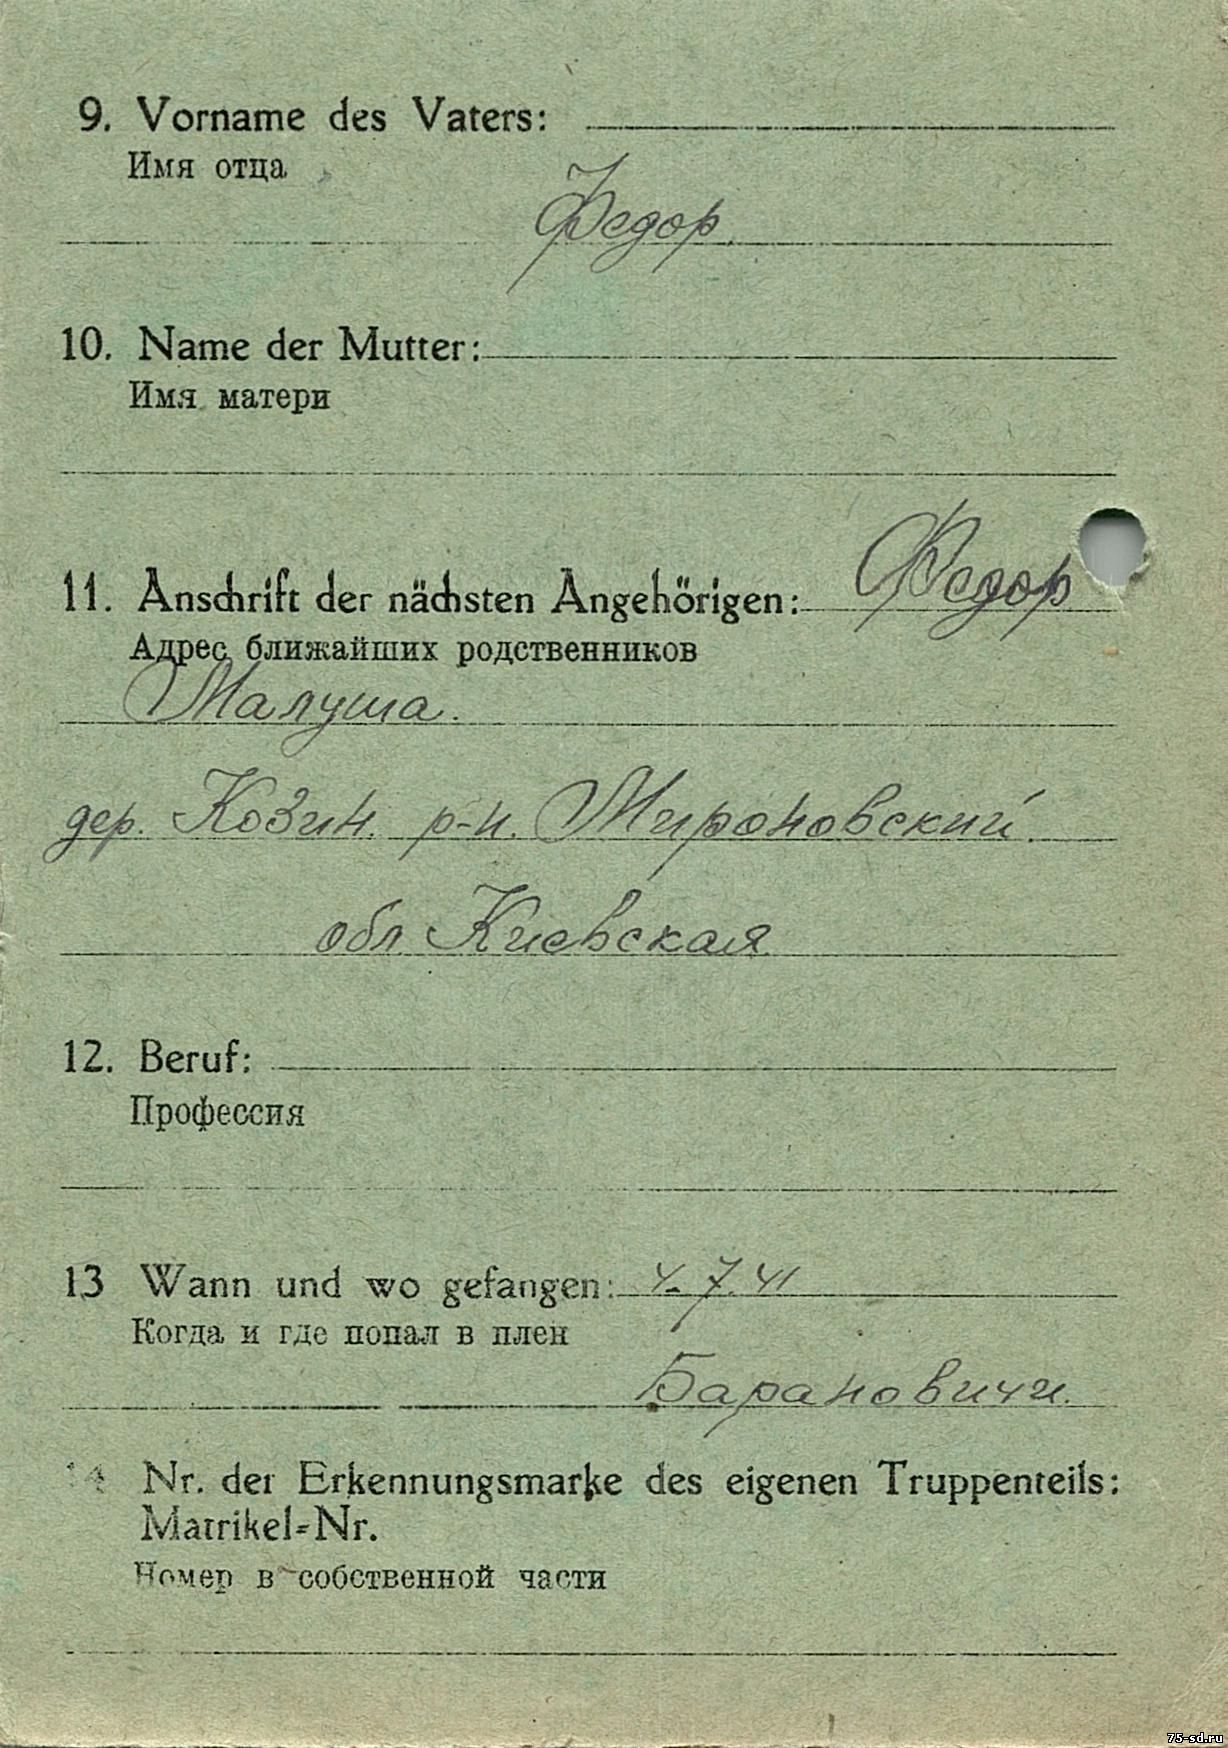 9. Vorname des Vaters:
Имя отца
Федор
10. Name der Mutter:
Имя матери
11. Anschrift der nächsten Angehörigen: Федор
Адрес ближайших родственников
Малуша.
дер. Козин. р-н. Мироновский.
обл. Киевская.
12. Beruf:
Профессия
13 Wann und wo gefangen: 4.7.41
Когда и где попал в плен
Барановичи.
14 Nr. der Erkennungsmarke des eigenen Truppenteils:
Matrikel-Nr.
Номер в собственной части
75-sd.ru